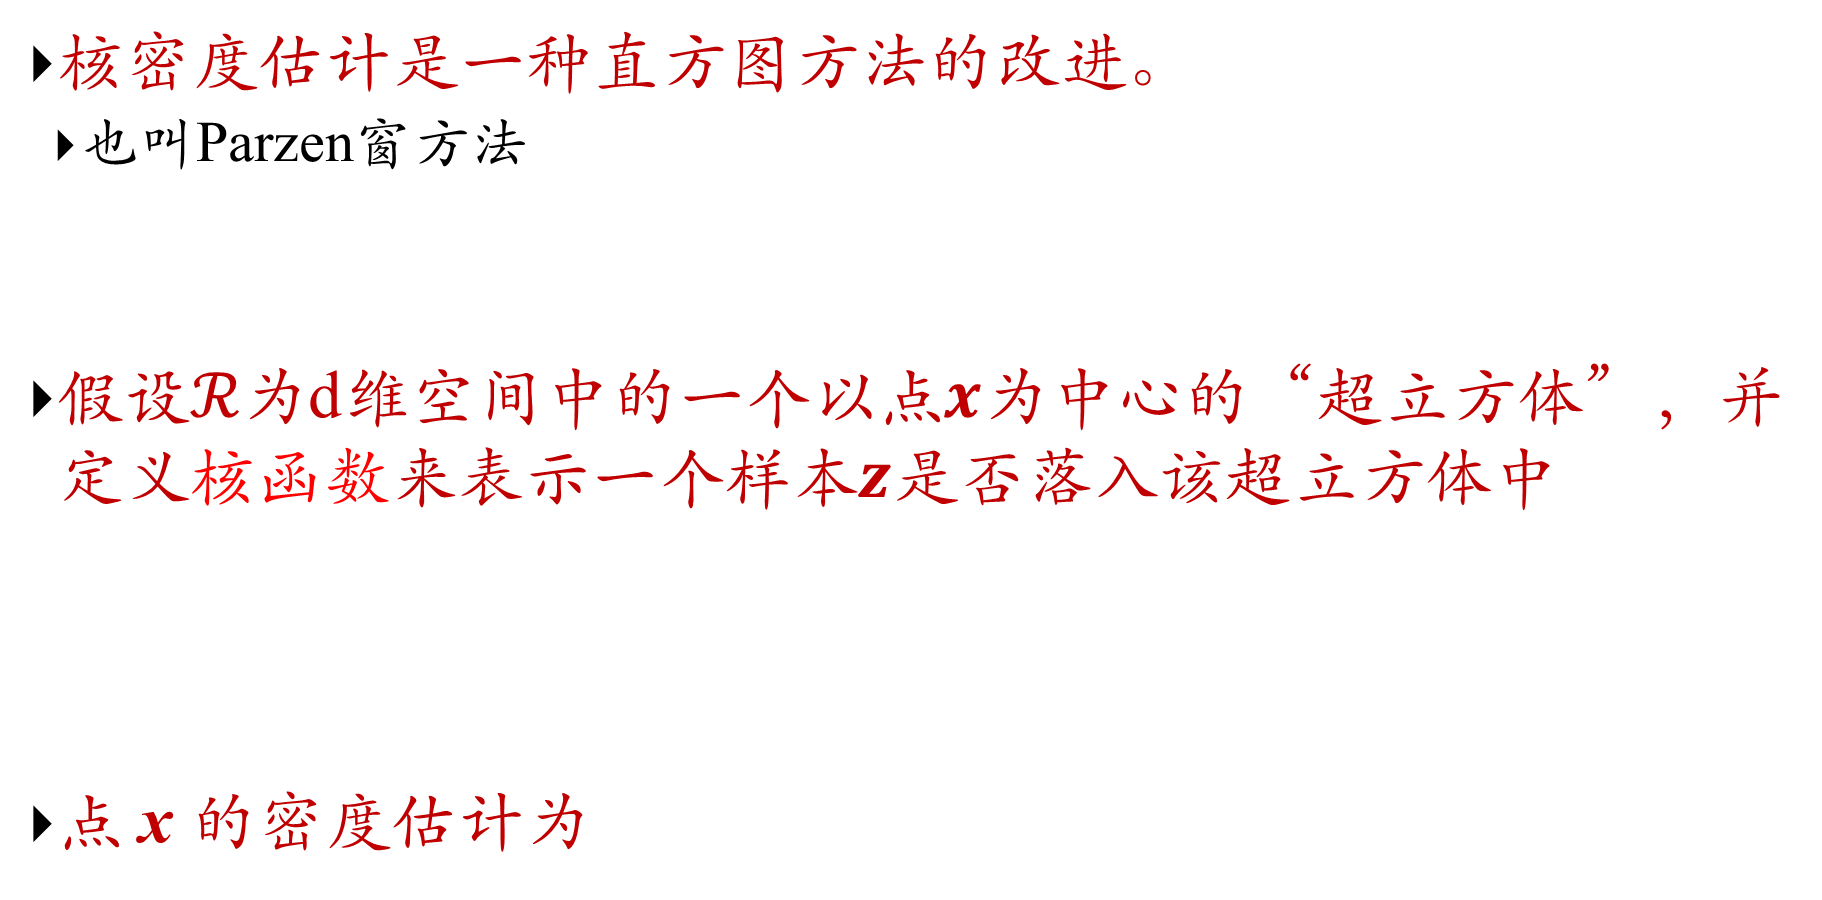 核密度估计是一种直方图方法的改进。
也叫Parzen窗方法
假设ℛ为d维空间中的一个以点x为中心的“超立方体”，并
定义核函数来表示一个样本z是否落入该超立方体中
点 x 的密度估计为